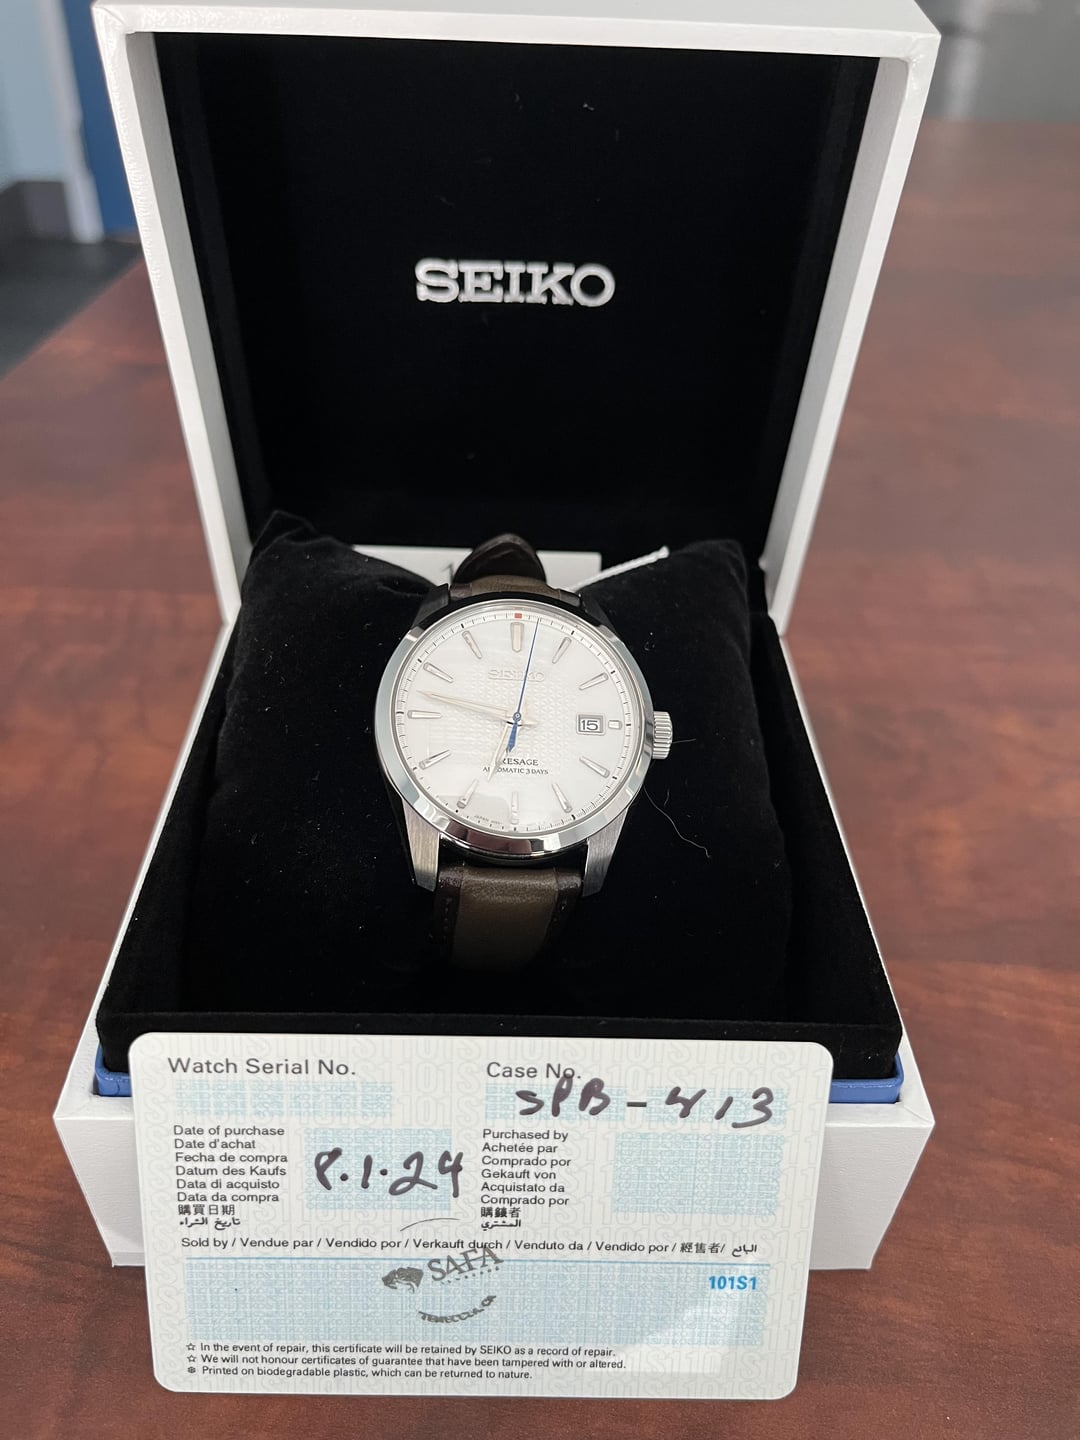 SEIKO
SEIKO
15
PRESAGE
AUTOMATIC 3 DAYS
Watch Serial No.
Case No.
SPB-413
Date of purchase
Date d'achat
Fecha de compra
Datum des Kaufs
Data di acquisto
Data da compra
購買日期
تاريخ الشراء
8.1.24
Purchased by
Achetée par
Comprado por
Gekauft von
Acquistato da
Comprado por
購錶者
المشتري
Sold by / Vendue par / Vendido por / Verkauft durch / Venduto da / Vendido por / 經售者/ البائع
SAFA
TEMECULA, CA
101S1
☆ In the event of repair, this certificate will be retained by SEIKO as a record of repair.
☆ We will not honour certificates of guarantee that have been tampered with or altered.
Printed on biodegradable plastic, which can be returned to nature.